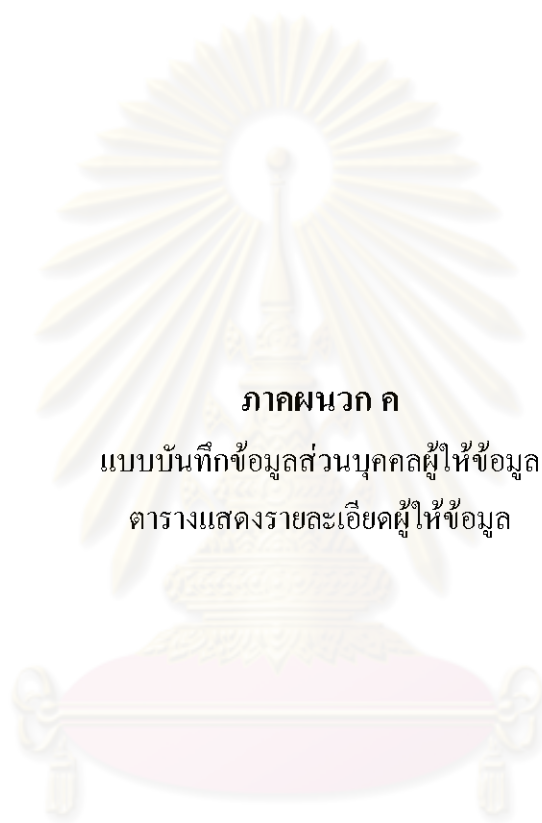 ภาคผนวก ค
แบบบันทึกข้อมูลส่วนบุคคลผู้ให้ข้อมูล
ตารางแสดงรายละเอียดผู้ให้ข้อมูล